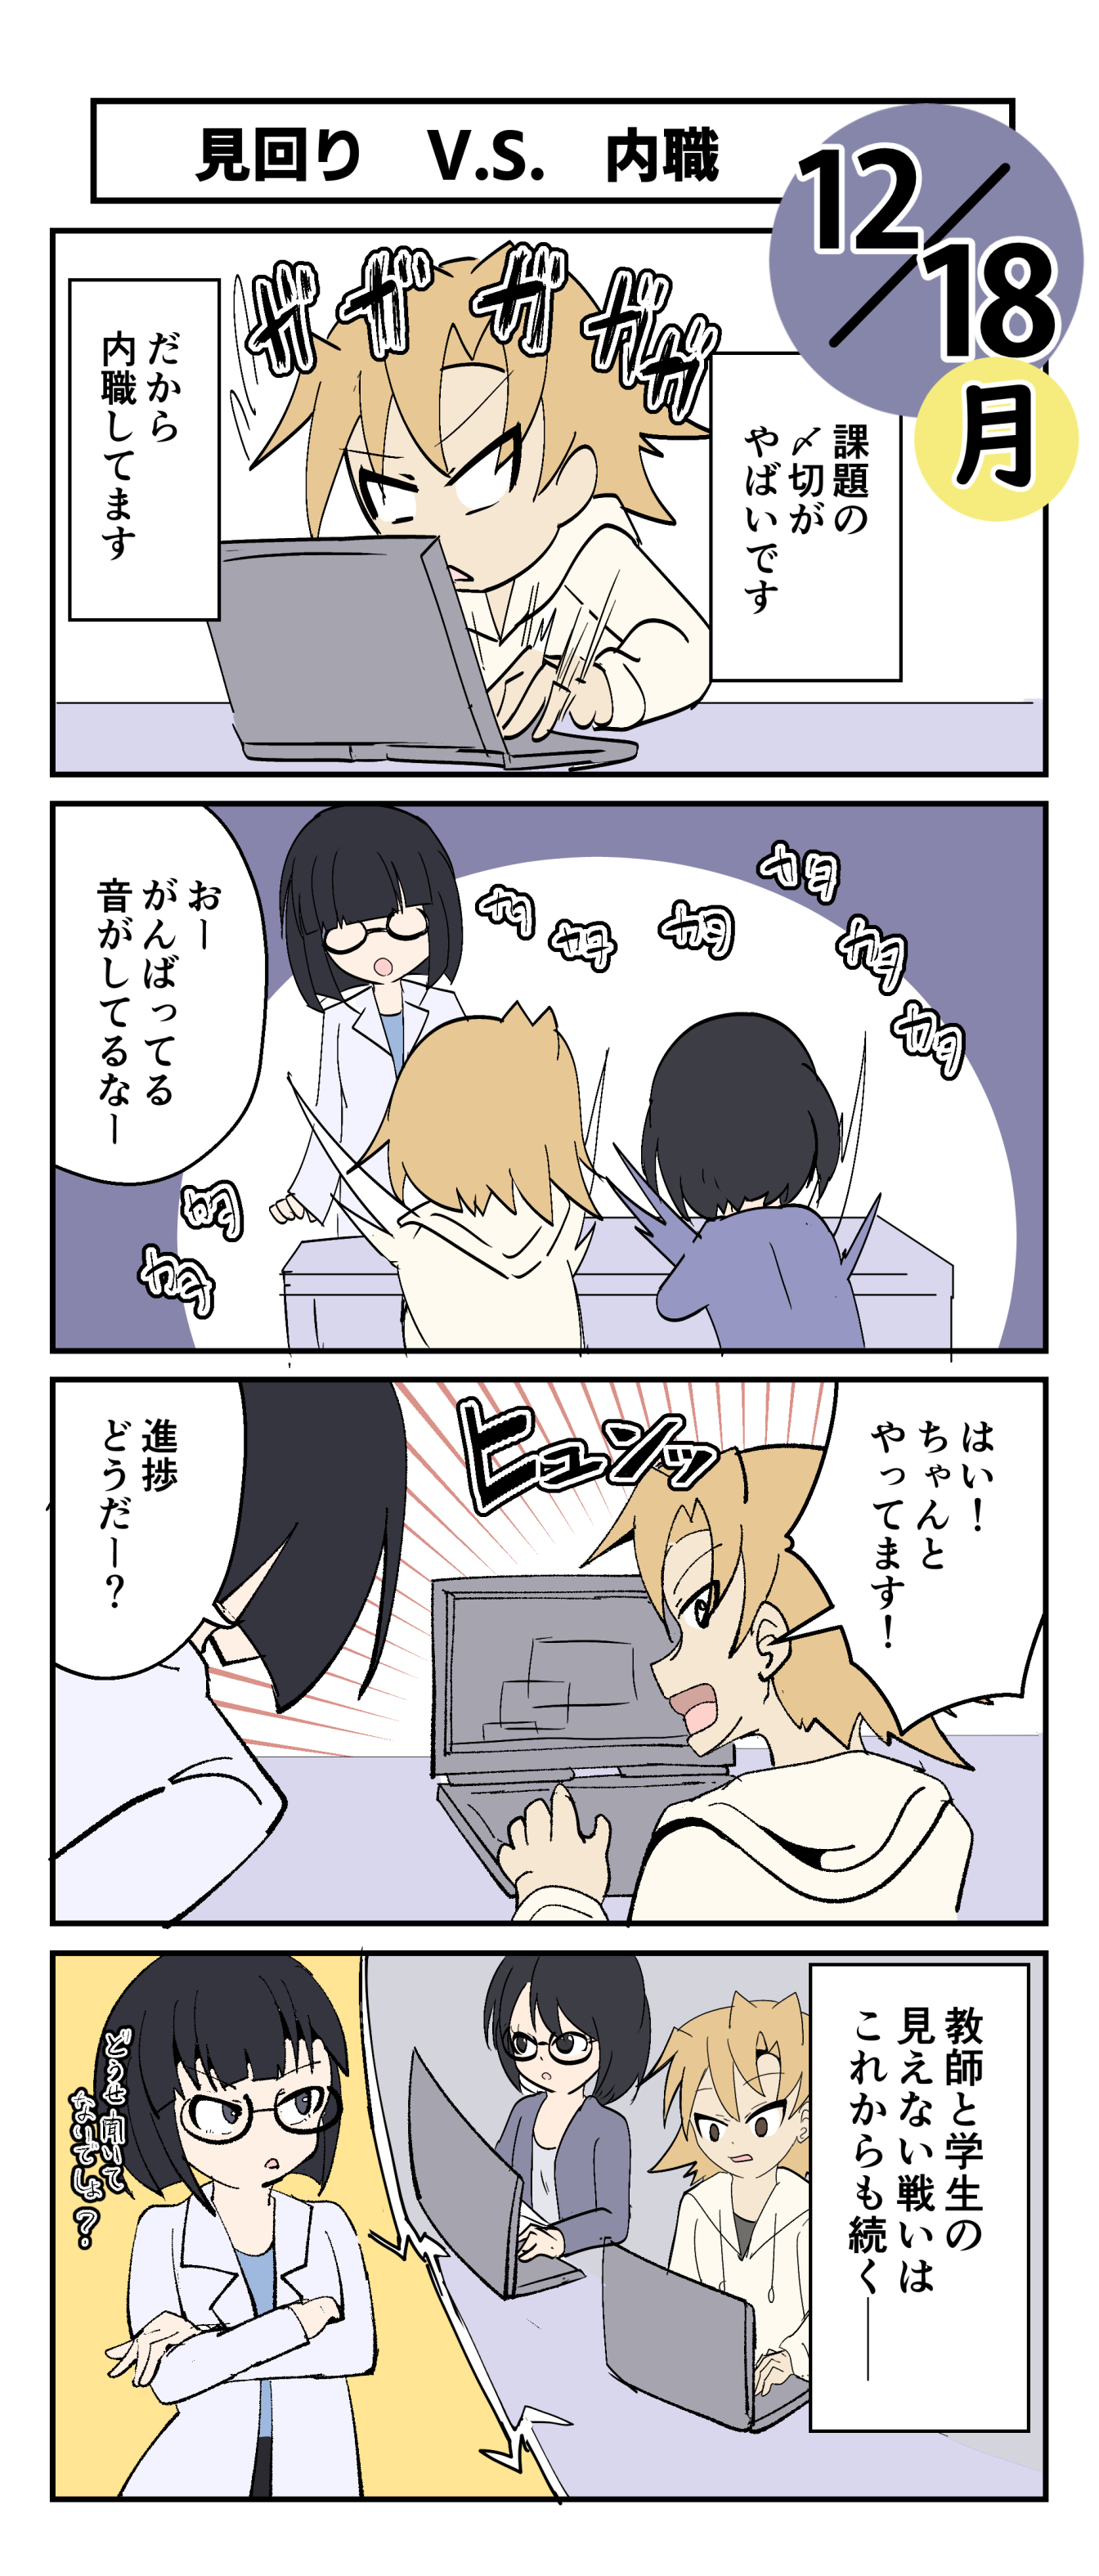 見回り V.S. 内職
12/18
月
課題の
〆切が
やばいです
ガガガガガ
だから
内職してます
おー
がんばってる
音がしてるなー
カタ
カタ
カタ
カタ
カタ
カタ
カタ
カタ
はい！
ちゃんと
やってます！
ヒュンッ
進捗
どうだー？
教師と学生の
見えない戦いは
これからも続く――
どうせ聞いて
ないでしょ？